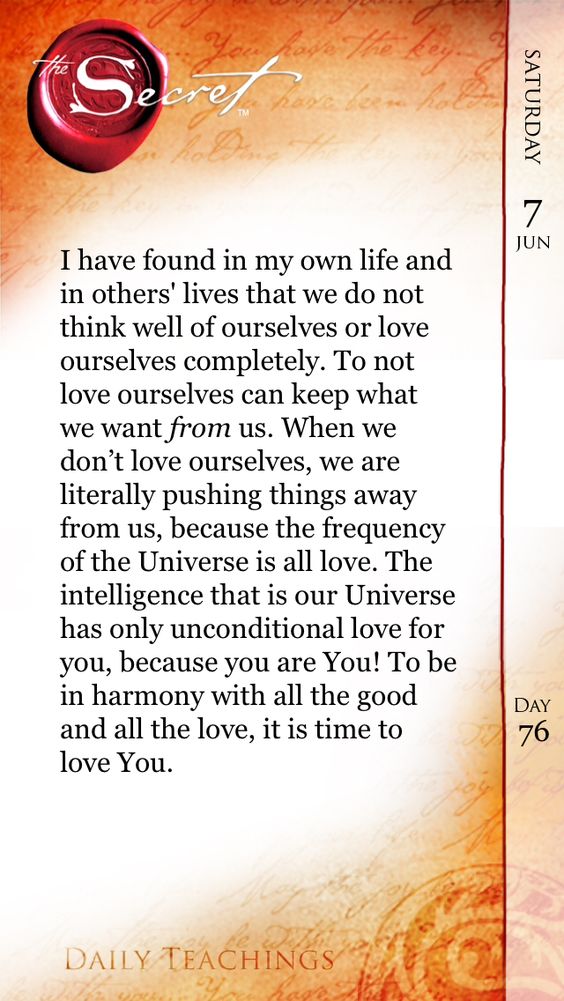 the Secret™
SATURDAY
7
JUN
I have found in my own life and
in others' lives that we do not
think well of ourselves or love
ourselves completely. To not
love ourselves can keep what
we want from us. When we
don’t love ourselves, we are
literally pushing things away
from us, because the frequency
of the Universe is all love. The
intelligence that is our Universe
has only unconditional love for
you, because you are You! To be
in harmony with all the good
and all the love, it is time to
love You.
DAY
76
DAILY TEACHINGS